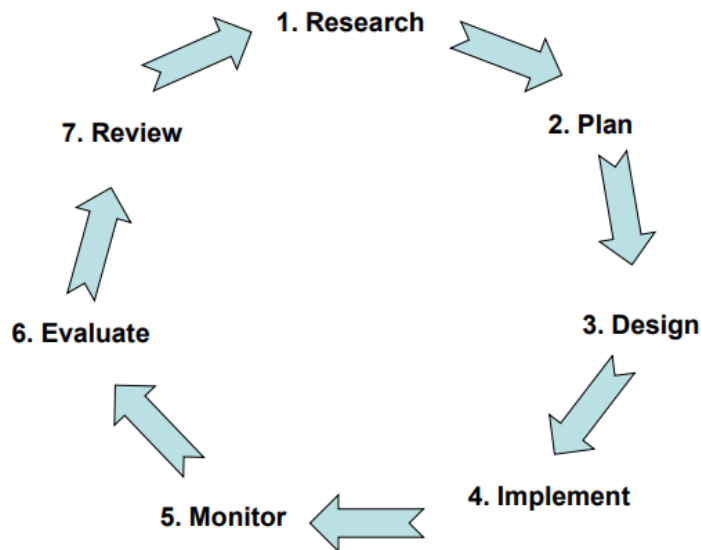 1. Research
2. Plan
3. Design
4. Implement
5. Monitor
6. Evaluate
7. Review